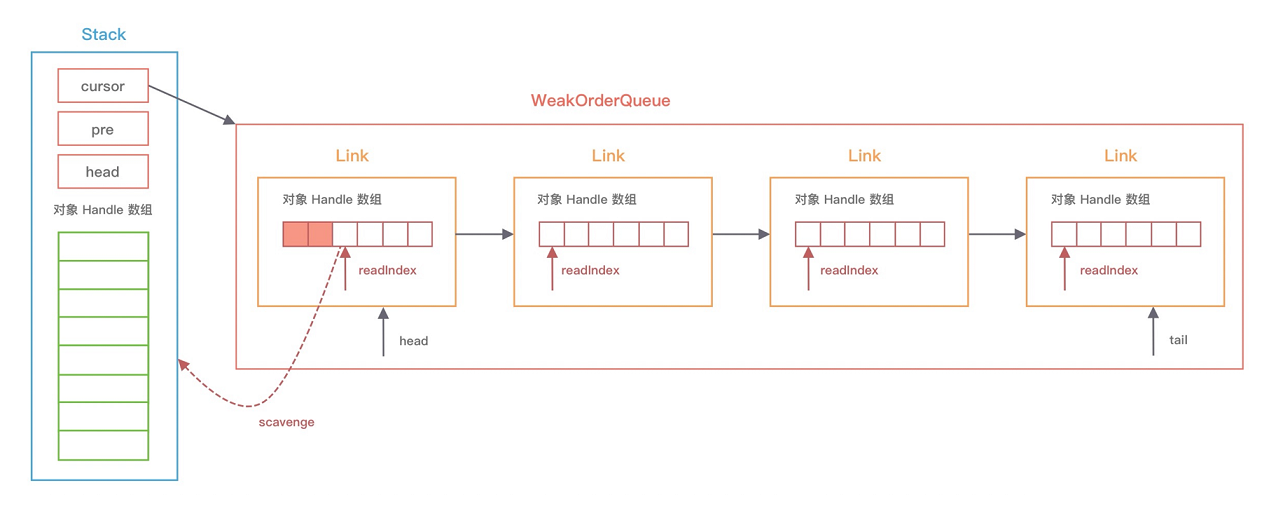 Stack
cursor
pre
head
对象 Handle 数组
WeakOrderQueue
Link
对象 Handle 数组
readIndex
head
Link
对象 Handle 数组
readIndex
Link
对象 Handle 数组
readIndex
Link
对象 Handle 数组
readIndex
tail
scavenge